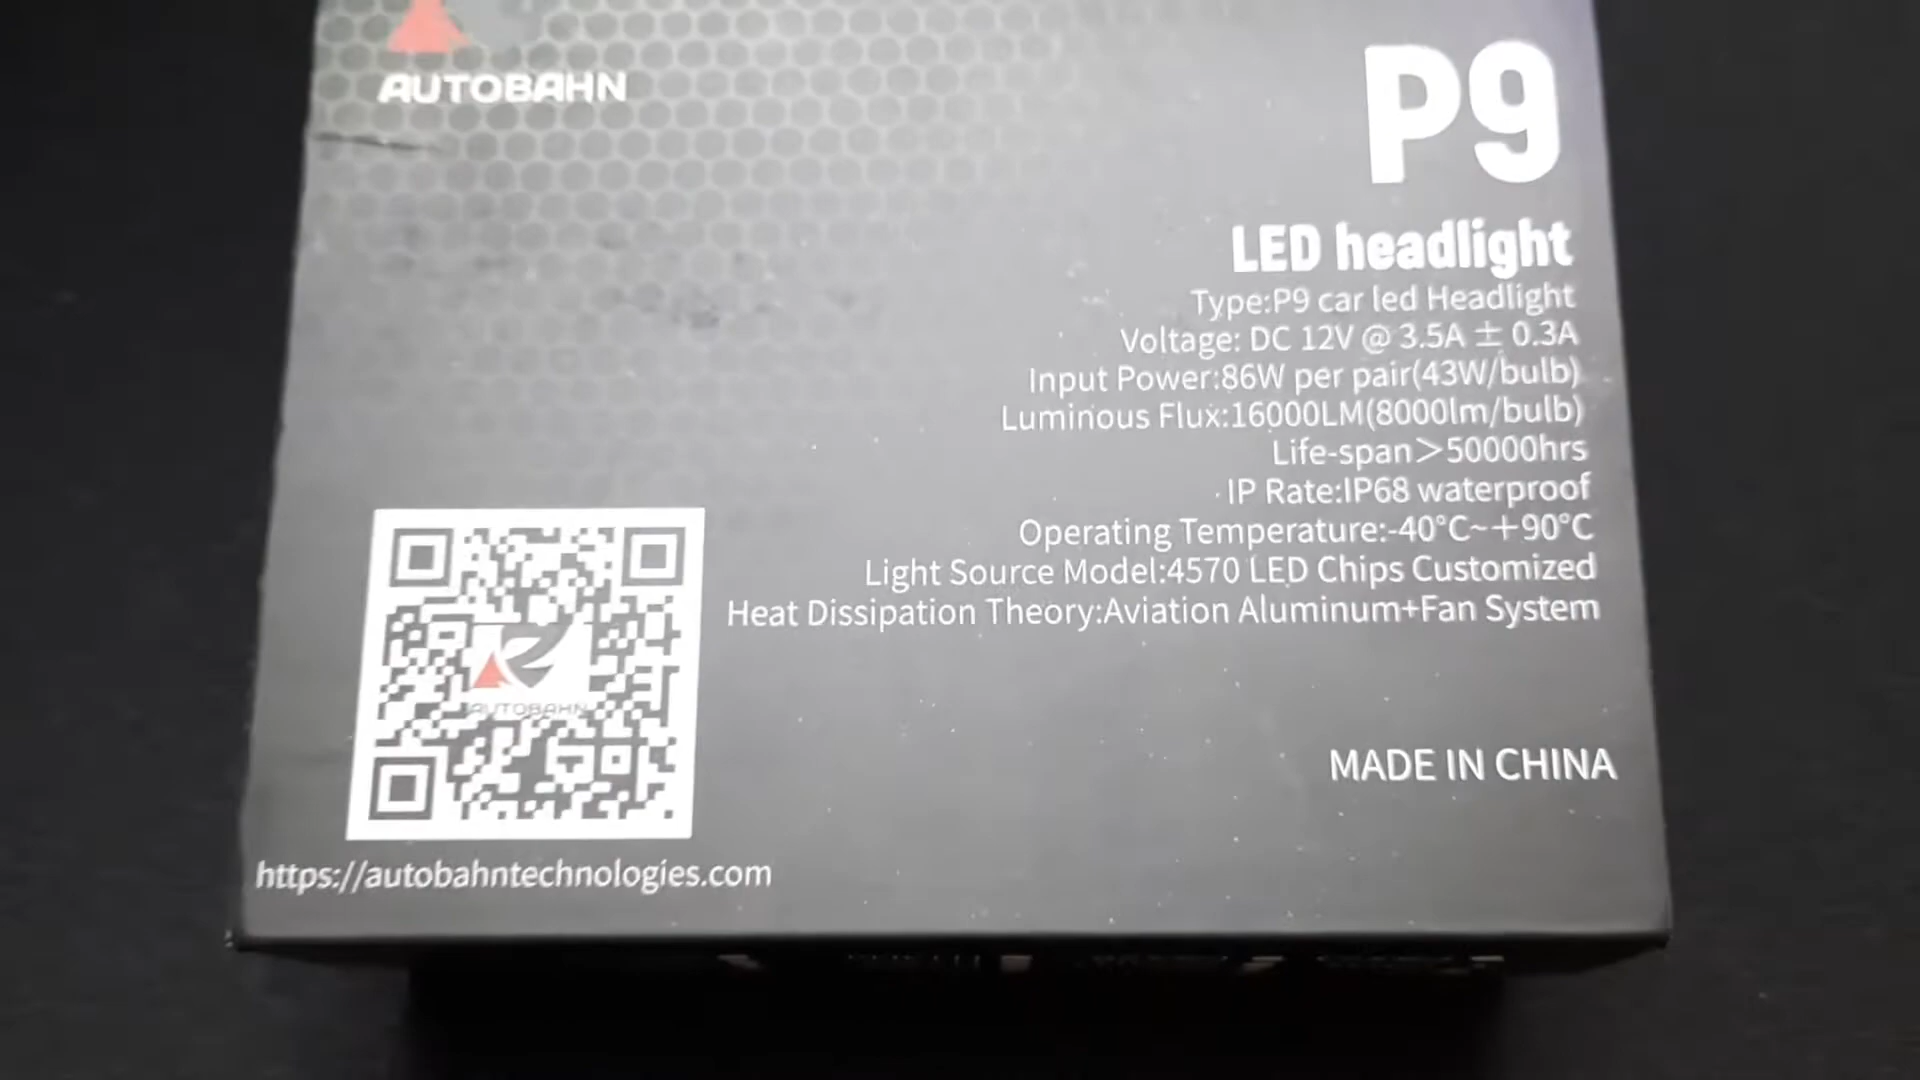 AUTOBAHN
P9
LED headlight
Type:P9 car led Headlight
Voltage: DC 12V @ 3.5A ± 0.3A
Input Power:86W per pair(43W/bulb)
Luminous Flux:16000LM(8000lm/bulb)
Life-span>50000hrs
IP Rate:IP68 waterproof
Operating Temperature:-40°C~+90°C
Light Source Model:4570 LED Chips Customized
Heat Dissipation Theory:Aviation Aluminum+Fan System
AUTOBAHN
MADE IN CHINA
https://autobahntechnologies.com